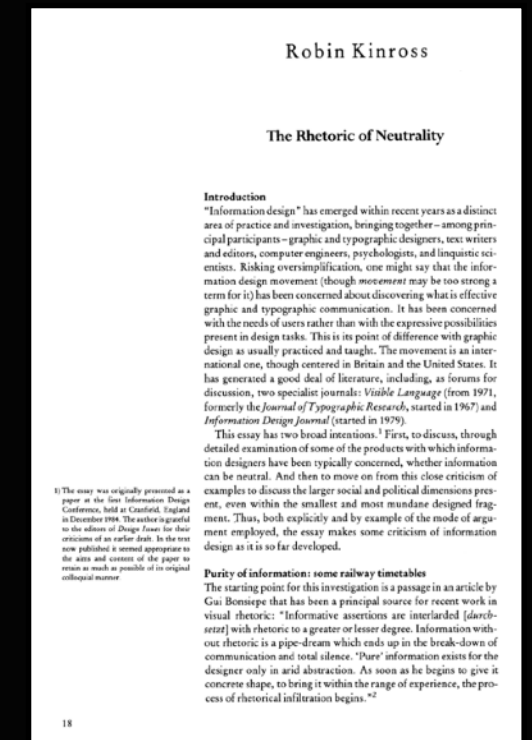 Robin Kinross
The Rhetoric of Neutrality
Introduction
"Information design" has emerged within recent years as a distinct
area of practice and investigation, bringing together – among prin-
cipal participants – graphic and typographic designers, text writers
and editors, computer engineers, psychologists, and linquistic sci-
entists. Risking oversimplification, one might say that the infor-
mation design movement (though movement may be too strong a
term for it) has been concerned about discovering what is effective
graphic and typographic communication. It has been concerned
with the needs of users rather than with the expressive possibilities
present in design tasks. This is its point of difference with graphic
design as usually practiced and taught. The movement is an inter-
national one, though centered in Britain and the United States. It
has generated a good deal of literature, including, as forums for
discussion, two specialist journals: Visible Language (from 1971,
formerly the Journal of Typographic Research, started in 1967) and
Information Design Journal (started in 1979).
This essay has two broad intentions.1 First, to discuss, through
detailed examination of some of the products with which informa-
tion designers have been typically concerned, whether information
can be neutral. And then to move on from this close criticism of
examples to discuss the larger social and political dimensions pres-
ent, even within the smallest and most mundane designed frag-
ment. Thus, both explicitly and by example of the mode of argu-
ment employed, the essay makes some criticism of information
design as it is so far developed.
1) The essay was originally presented as a
paper at the first Information Design
Conference, held at Cranfield, England
in December 1984. The author is grateful
to the editors of Design Issues for their
criticisms of an earlier draft. In the text
now published it seemed appropriate to
the aims and content of the paper to
retain as much as possible of its original
colloquial manner.
Purity of information: some railway timetables
The starting point for this investigation is a passage in an article by
Gui Bonsiepe that has been a principal source for recent work in
visual rhetoric: "Informative assertions are interlarded [durch-
setzt] with rhetoric to a greater or lesser degree. Information with-
out rhetoric is a pipe-dream which ends up in the break-down of
communication and total silence. 'Pure' information exists for the
designer only in arid abstraction. As soon as he begins to give it
concrete shape, to bring it within the range of experience, the pro-
cess of rhetorical infiltration begins."2
18